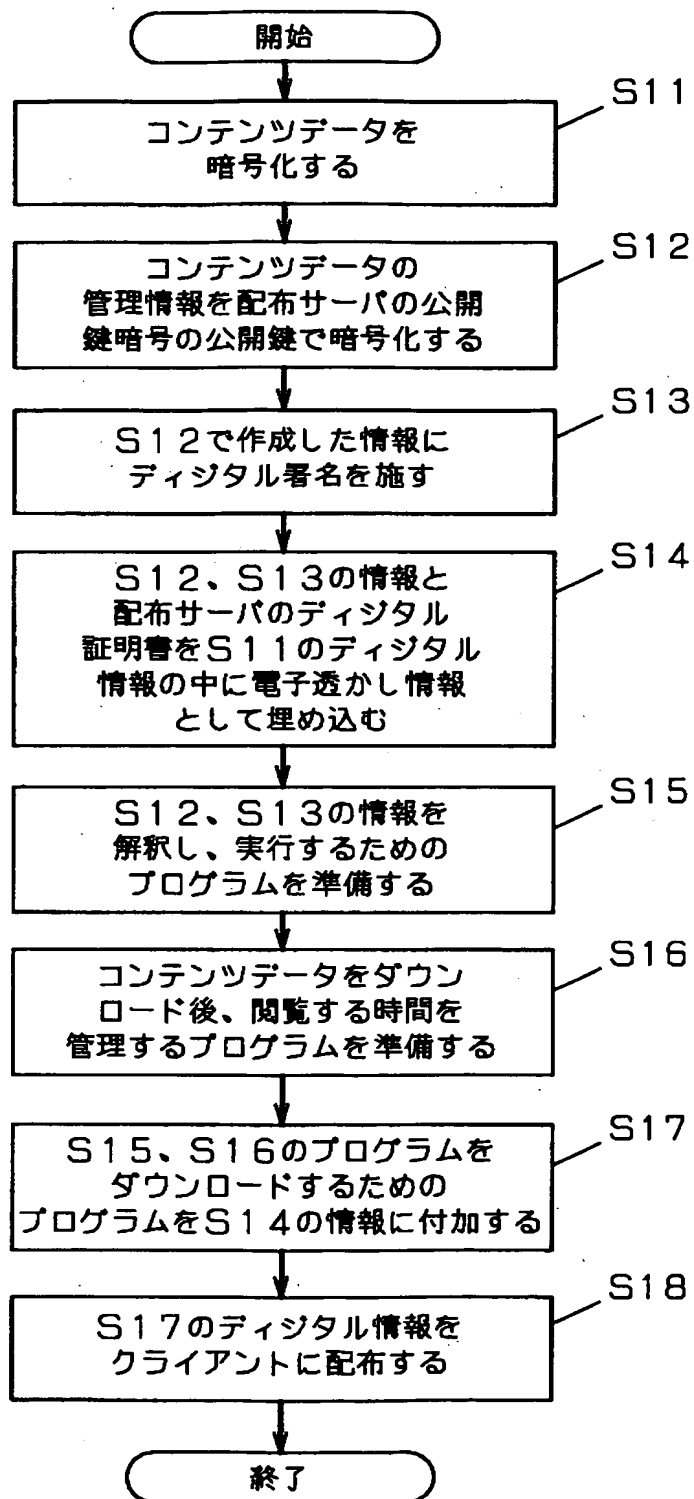 開始
S11
コンテンツデータを
暗号化する
S12
コンテンツデータの
管理情報を配布サーバの公開
鍵暗号の公開鍵で暗号化する
S13
S12で作成した情報に
ディジタル署名を施す
S14
S12、S13の情報と
配布サーバのディジタル
証明書をS11のディジタル
情報の中に電子透かし情報
として埋め込む
S15
S12、S13の情報を
解釈し、実行するための
プログラムを準備する
S16
コンテンツデータをダウン
ロード後、閲覧する時間を
管理するプログラムを準備する
S17
S15、S16のプログラムを
ダウンロードするための
プログラムをS14の情報に付加する
S18
S17のディジタル情報を
クライアントに配布する
終了